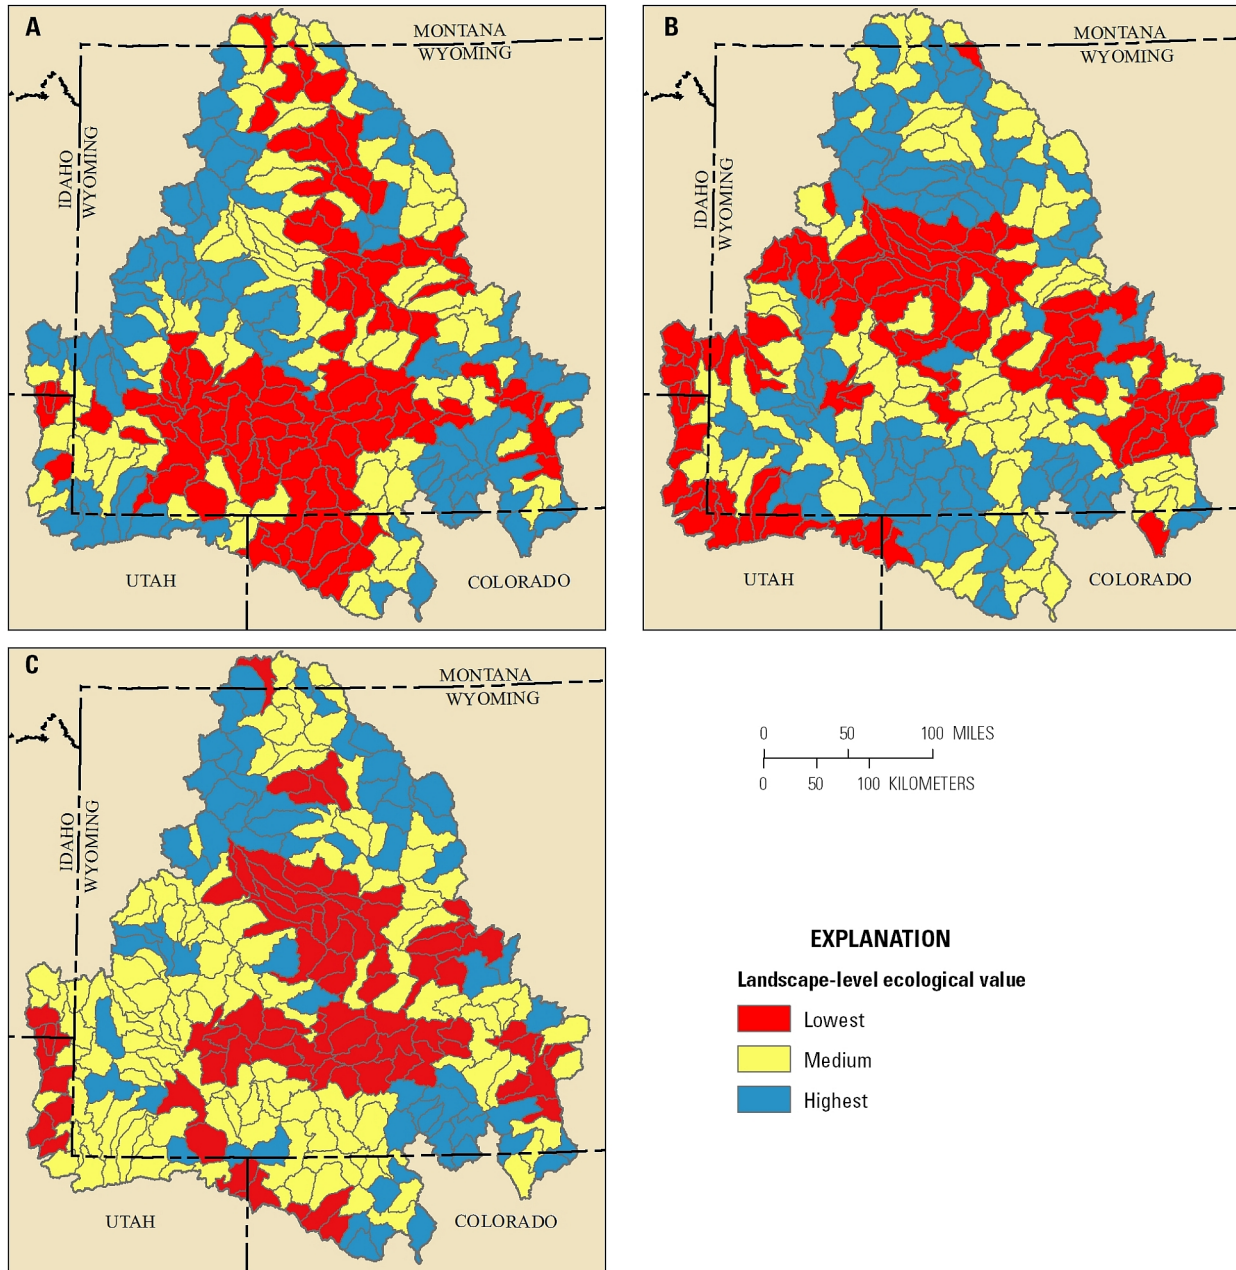 A
MONTANA
WYOMING
IDAHO
WYOMING
UTAH
COLORADO
B
MONTANA
WYOMING
IDAHO
WYOMING
UTAH
COLORADO
C
MONTANA
WYOMING
IDAHO
WYOMING
UTAH
COLORADO
0 50 100 MILES
0 50 100 KILOMETERS
EXPLANATION
Landscape-level ecological value
Lowest
Medium
Highest